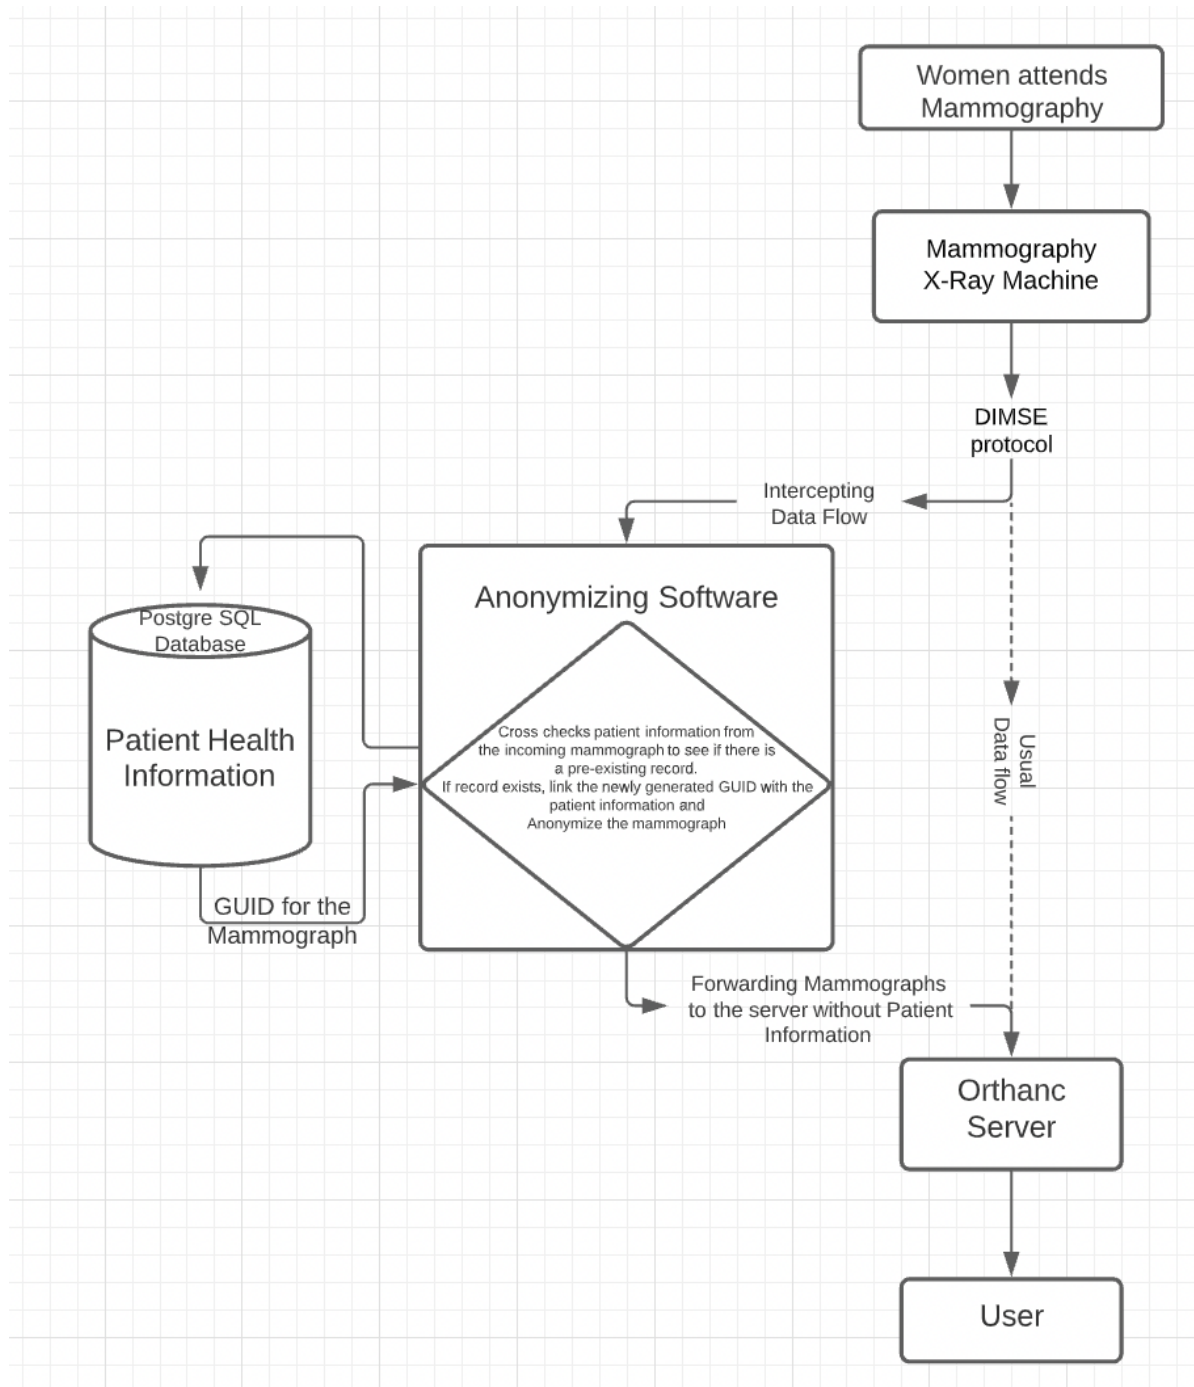 Women attends
Mammography
Mammography
X-Ray Machine
DIMSE
protocol
Intercepting
Data Flow
Anonymizing Software
Cross checks patient information from
the incoming mammograph to see if there is
a pre-existing record.
If record exists, link the newly generated GUID with the
patient information and
Anonymize the mammograph
Postgre SQL
Database
Patient Health
Information
GUID for the
Mammograph
Usual
Data flow
Forwarding Mammographs
to the server without Patient
Information
Orthanc
Server
User